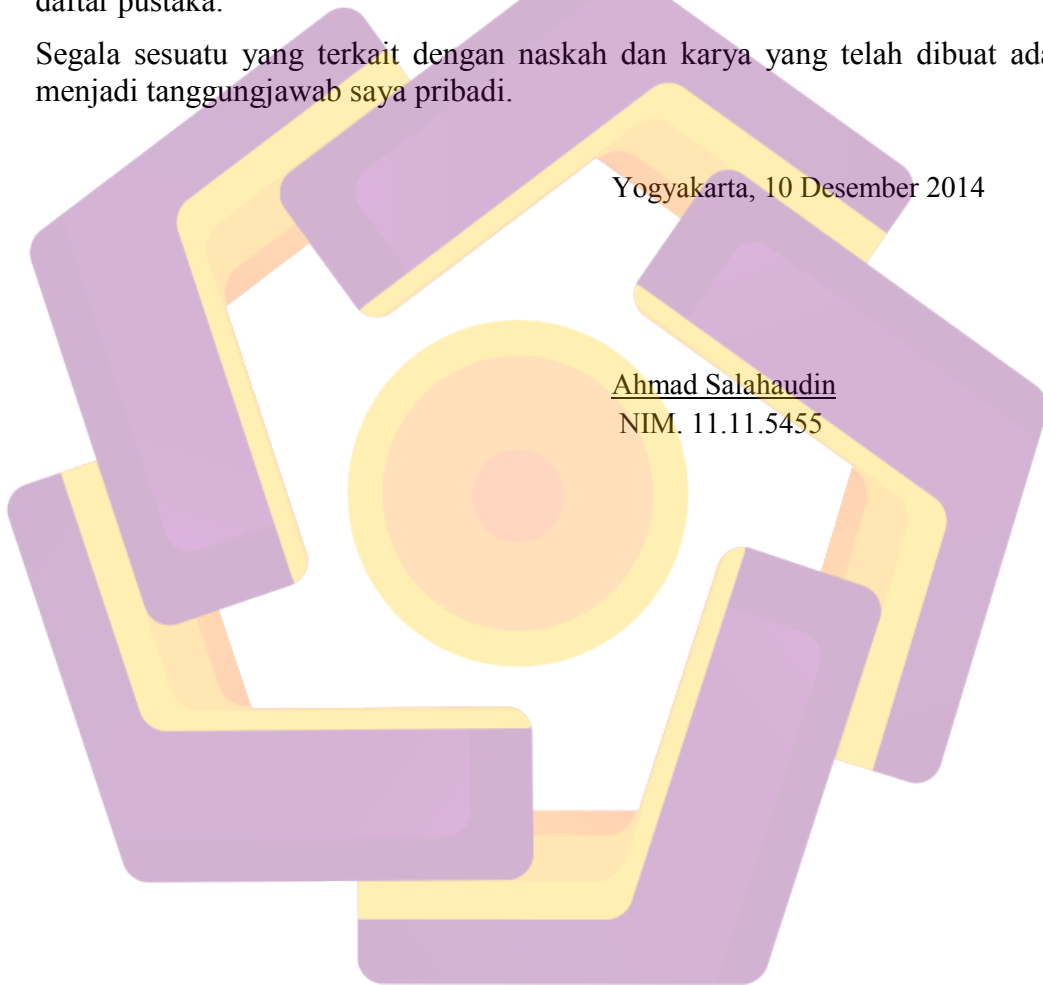 daftar pustaka.
Segala sesuatu yang terkait dengan naskah dan karya yang telah dibuat
menjadi tanggungjawab saya pribadi.
Yogyakarta, 10 Desember 2014
Ahmad Salahaudin
NIM. 11.11.5455